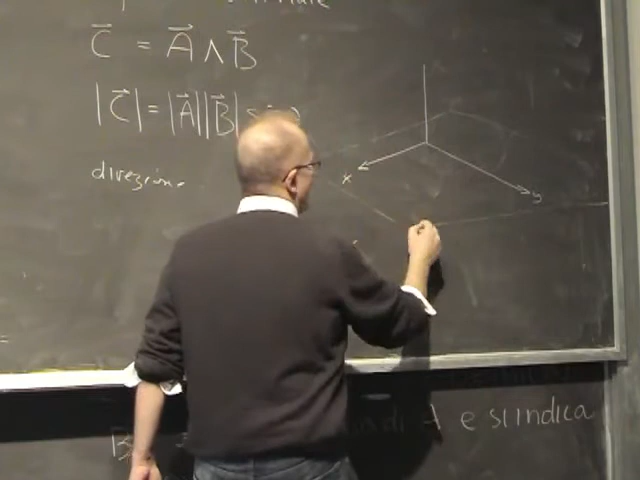 C⃗ = A⃗ ∧ B⃗
|C⃗| = |A⃗||B⃗|
direzione
x
y
di A e si indica